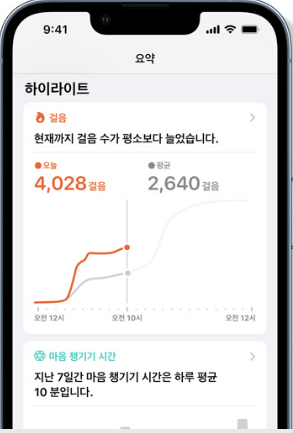 9:41
요약
하이라이트
걸음
현재까지 걸음 수가 평소보다 늘었습니다.
오늘 평균
4,028걸음 2,640걸음
오전 12시 오전 10시 오전 12시
마음 챙기기 시간
지난 7일간 마음 챙기기 시간은 하루 평균
10 분입니다.